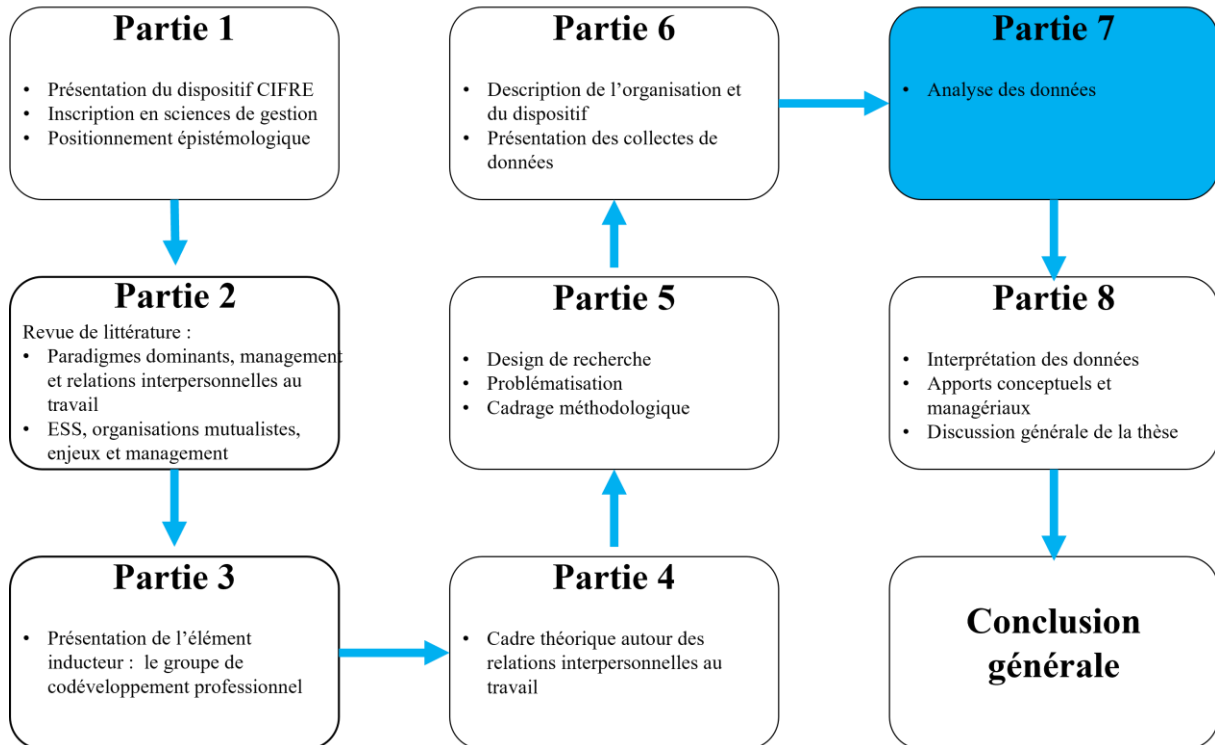 Partie 1
• Présentation du dispositif CIFRE
• Inscription en sciences de gestion
• Positionnement épistémologique
Partie 2
Revue de littérature :
• Paradigmes dominants, management
et relations interpersonnelles au
travail
• ESS, organisations mutualistes,
enjeux et management
Partie 3
• Présentation de l'élément
inducteur : le groupe de
codéveloppement professionnel
Partie 4
• Cadre théorique autour des
relations interpersonnelles au
travail
Partie 5
• Design de recherche
• Problématisation
• Cadrage méthodologique
Partie 6
• Description de l'organisation et
du dispositif
• Présentation des collectes de
données
Partie 7
• Analyse des données
Partie 8
• Interprétation des données
• Apports conceptuels et
managériaux
• Discussion générale de la thèse
Conclusion
générale